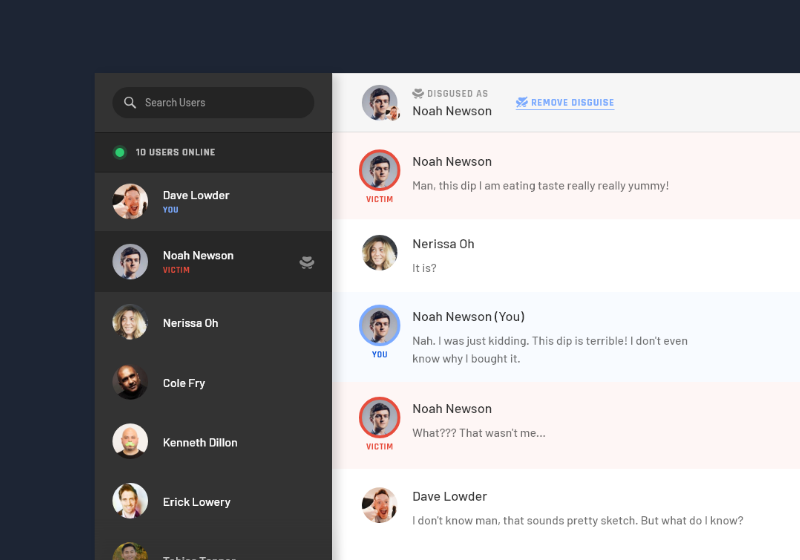 Search Users
10 USERS ONLINE
Dave Lowder
YOU
Noah Newson
VICTIM
Nerissa Oh
Cole Fry
Kenneth Dillon
Erick Lowery
DISGUSED AS
Noah Newson
REMOVE DISGUISE
Noah Newson
Man, this dip I am eating taste really really yummy!
VICTIM
Nerissa Oh
It is?
Noah Newson (You)
Nah, I was just kidding. This dip is terrible! I don't even
know why I bought it.
YOU
Noah Newson
What??? That wasn't me...
VICTIM
Dave Lowder
I don't know man, that sounds pretty sketch. But what do I know?